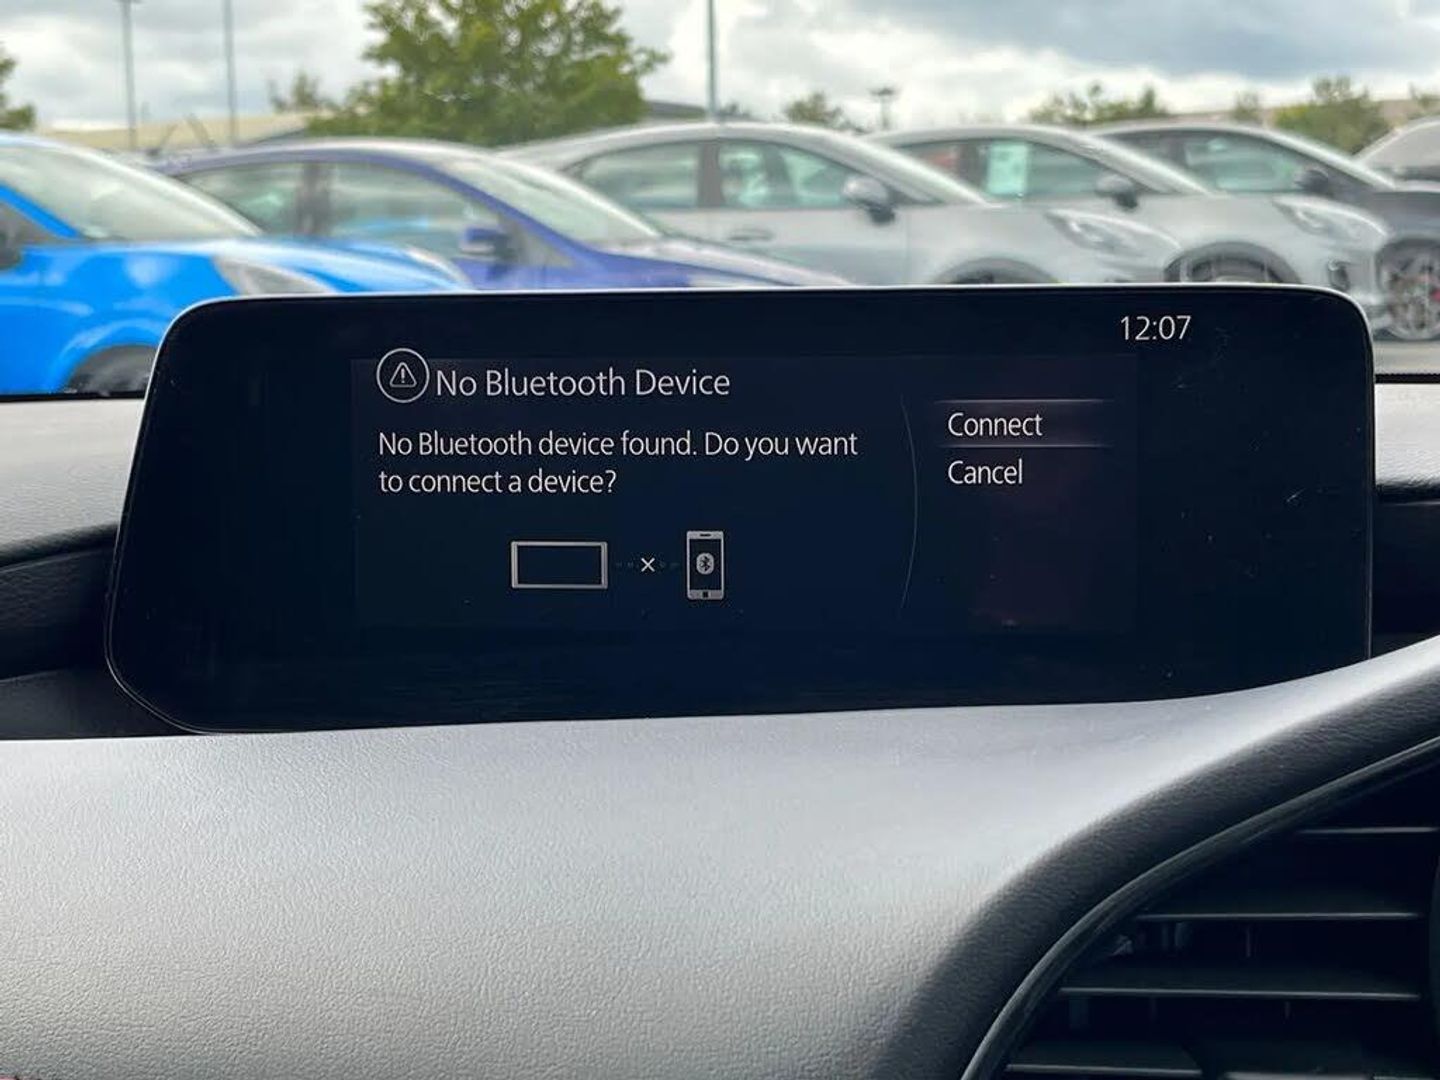 12:07
No Bluetooth Device
No Bluetooth device found. Do you want
to connect a device?
Connect
Cancel